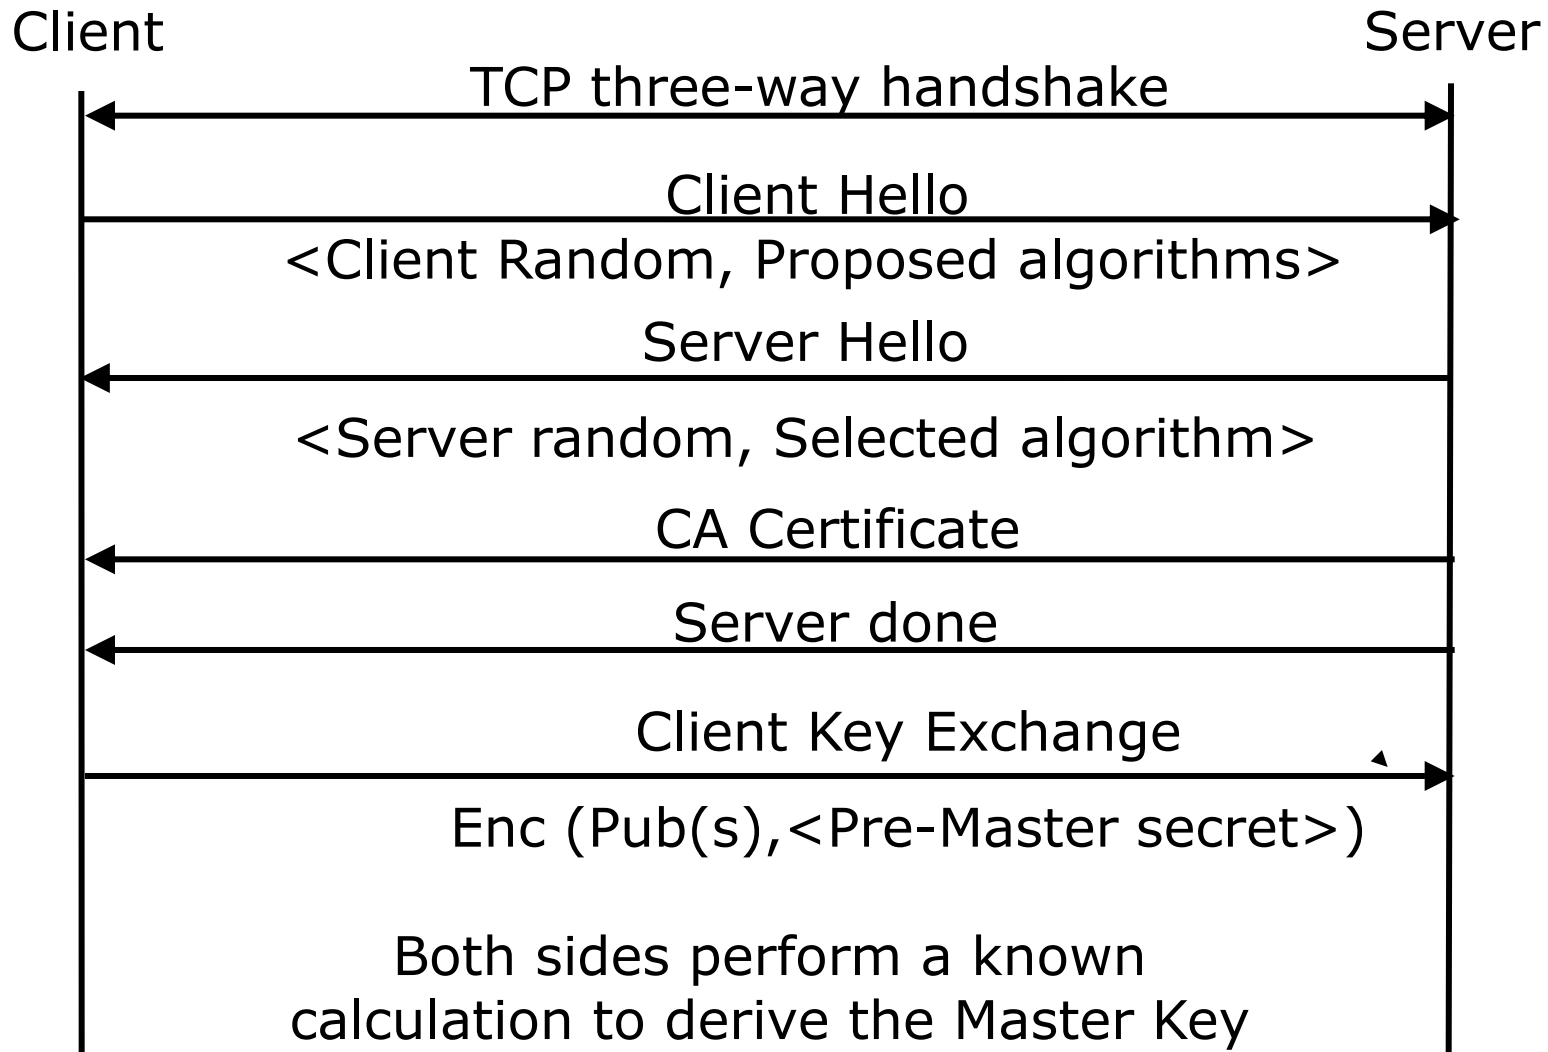 Client
Server
TCP three-way handshake
Client Hello
<Client Random, Proposed algorithms>
Server Hello
<Server random, Selected algorithm>
CA Certificate
Server done
Client Key Exchange
Enc (Pub(s),<Pre-Master secret>)
Both sides perform a known
calculation to derive the Master Key